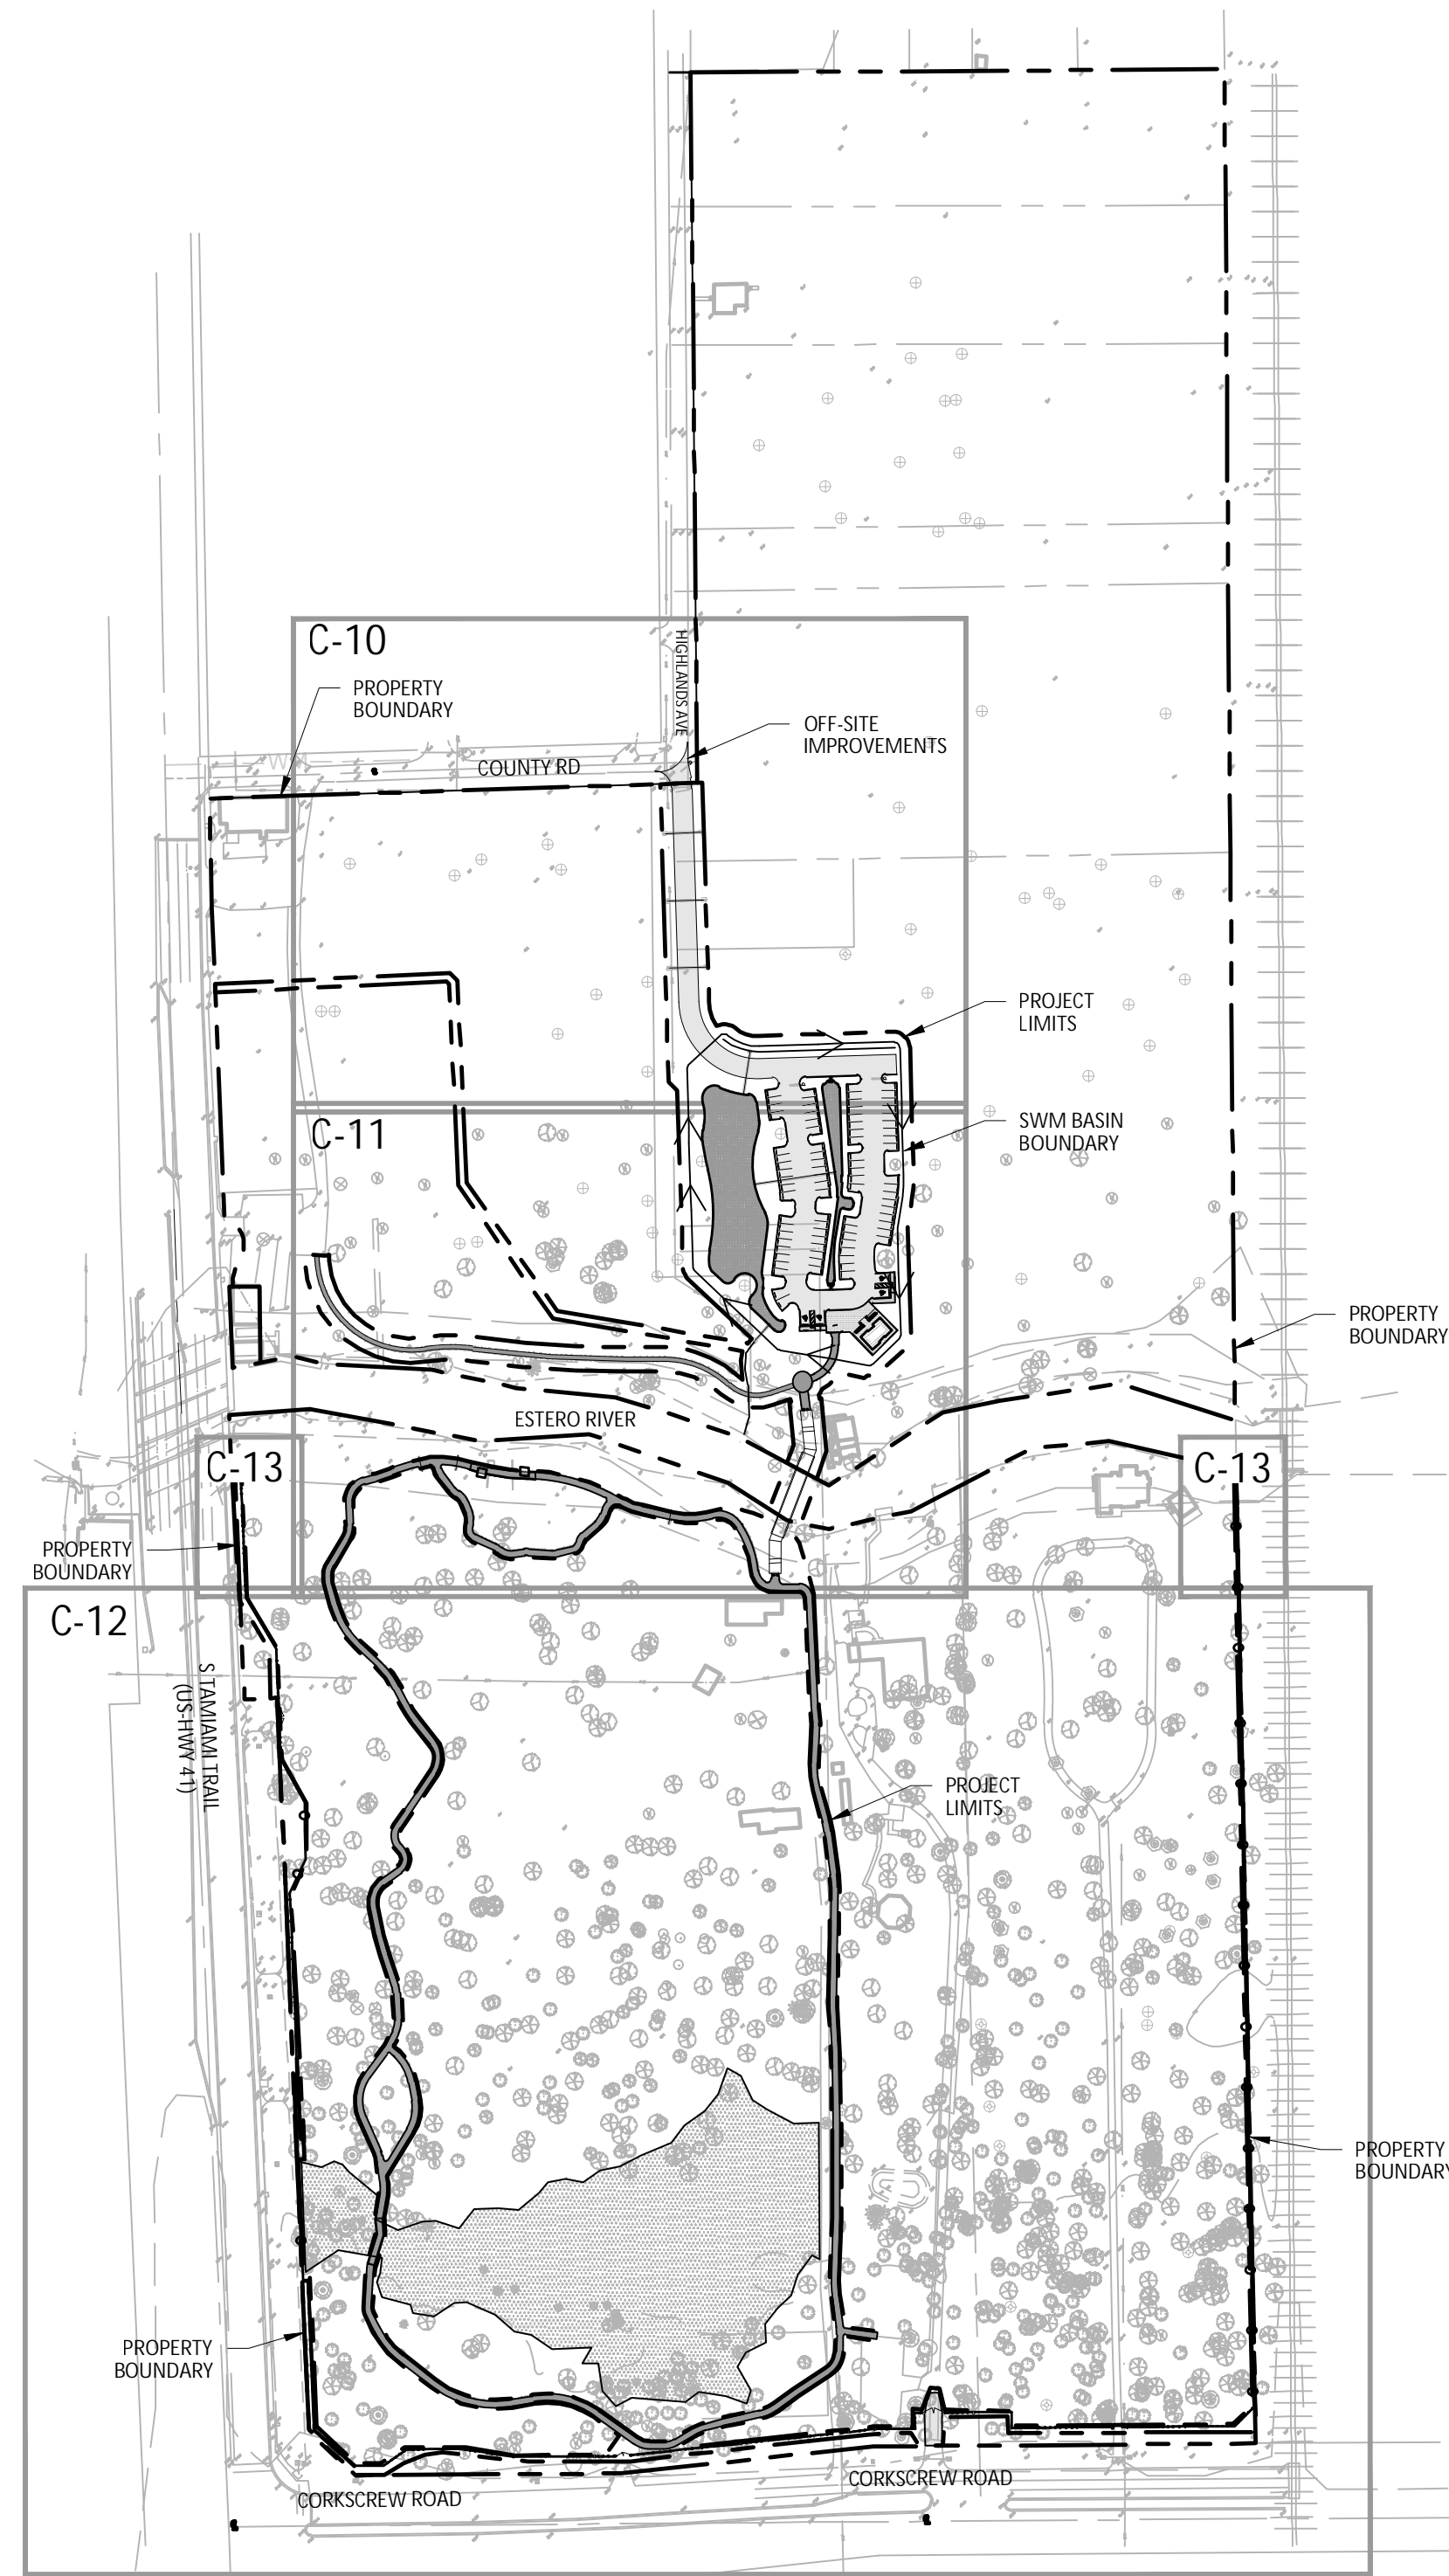 C-10
PROPERTY
BOUNDARY
HIGHLANDS AVE
OFF-SITE
IMPROVEMENTS
COUNTY RD
PROJECT
LIMITS
C-11
SWM BASIN
BOUNDARY
PROPERTY
BOUNDARY
ESTERO RIVER
C-13
C-13
PROPERTY
BOUNDARY
C-12
S TAMIAMI TRAIL
(US-HWY 41)
PROJECT
LIMITS
PROPERTY
BOUNDARY
PROPERTY
BOUNDARY
CORKSCREW ROAD
CORKSCREW ROAD